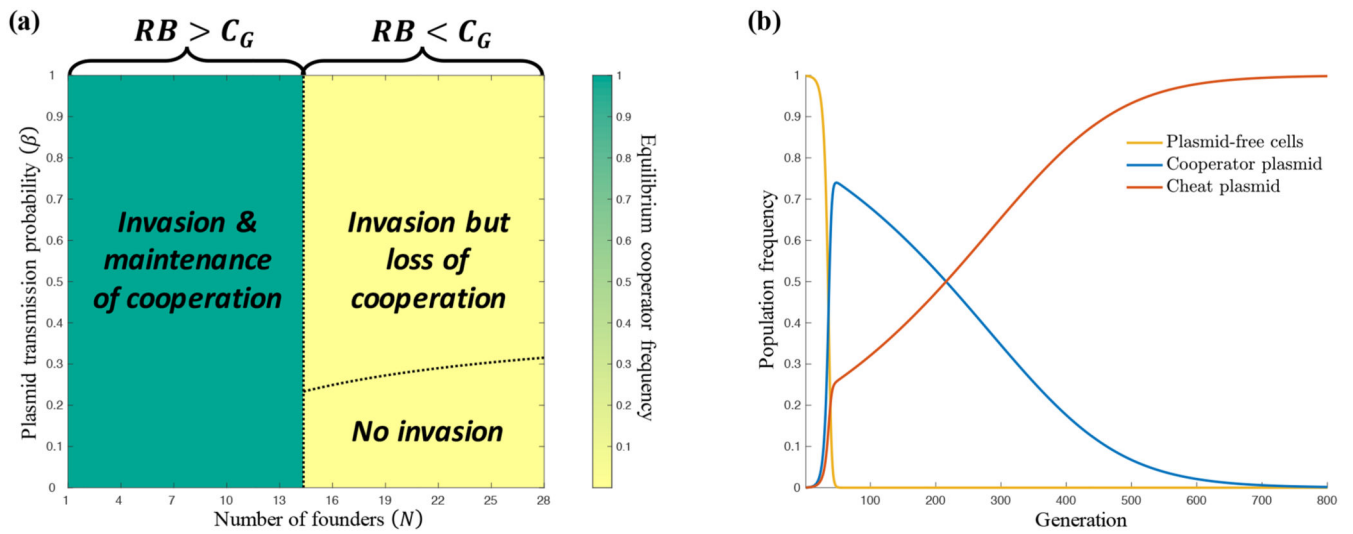 (a)
RB > C_G
RB < C_G
Plasmid transmission probability (β)
1
0.9
0.8
0.7
0.6
0.5
0.4
0.3
0.2
0.1
0
Invasion &
maintenance
of cooperation
Invasion but
loss of
cooperation
No invasion
1
4
7
10
13
16
19
22
25
28
Number of founders (N)
1
0.9
0.8
0.7
0.6
0.5
0.4
0.3
0.2
0.1
Equilibrium cooperator frequency
(b)
Population frequency
1
0.9
0.8
0.7
0.6
0.5
0.4
0.3
0.2
0.1
0
Plasmid-free cells
Cooperator plasmid
Cheat plasmid
100
200
300
400
500
600
700
800
Generation